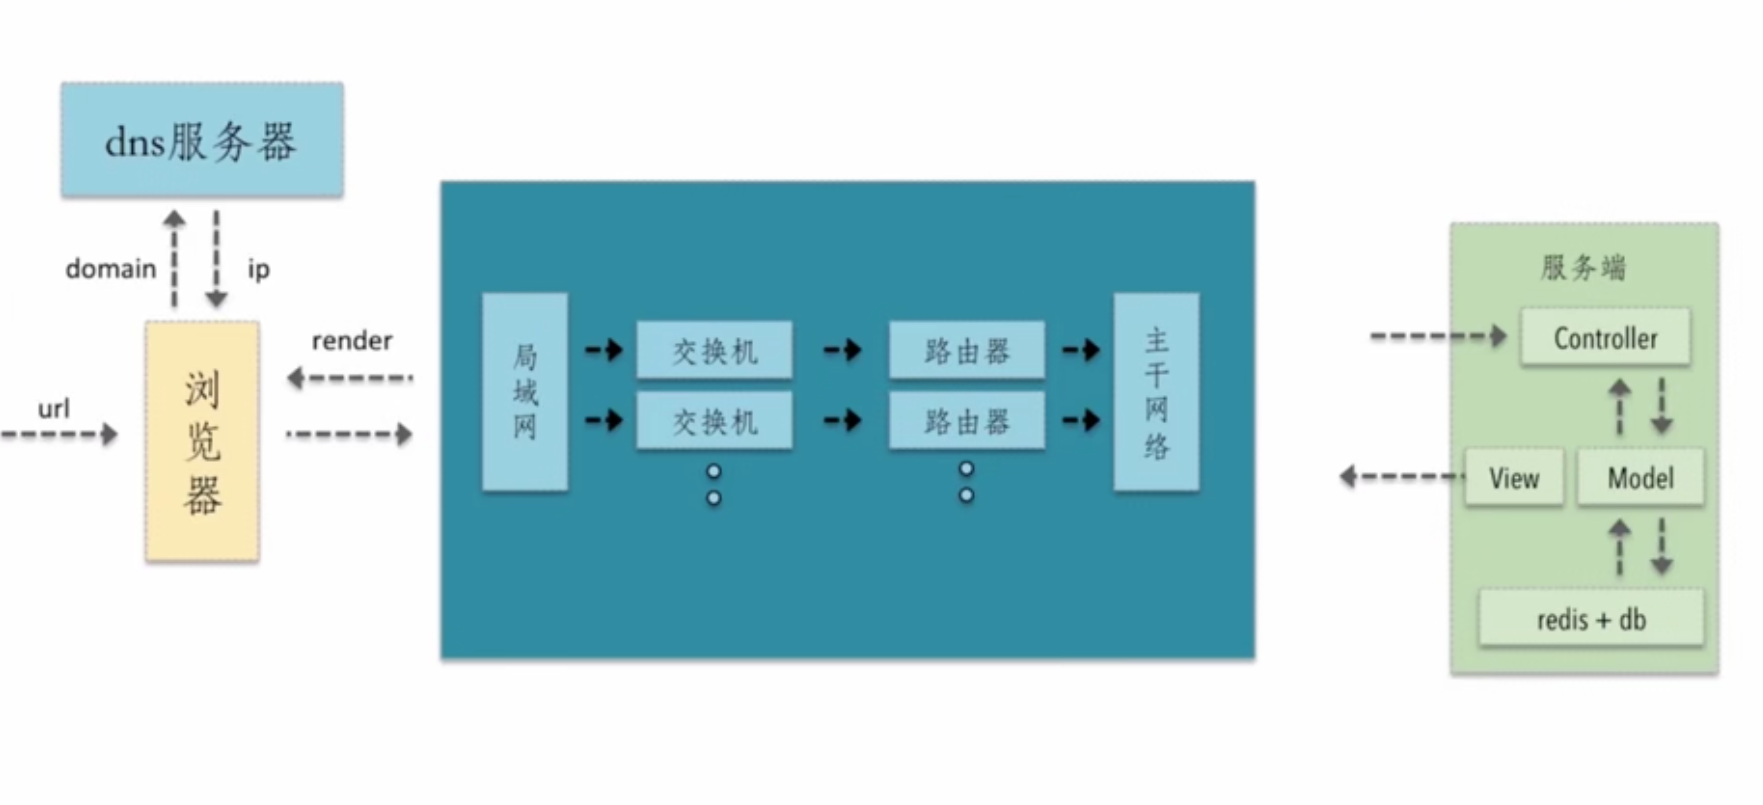 dns服务器
domain
ip
render
url
浏览器
局域网
交换机
路由器
交换机
路由器
主干网络
服务端
Controller
View
Model
redis + db